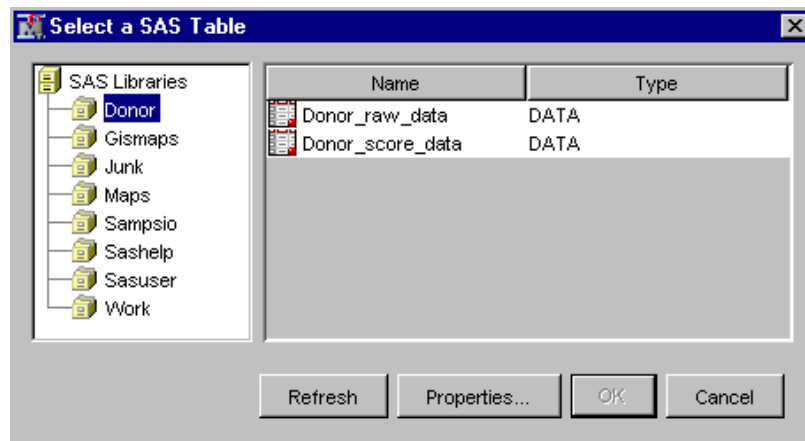 Select a SAS Table
SAS Libraries
Donor
Gismaps
Junk
Maps
Sampsio
Sashelp
Sasuser
Work
Name Type
Donor_raw_data DATA
Donor_score_data DATA
Refresh Properties... OK Cancel